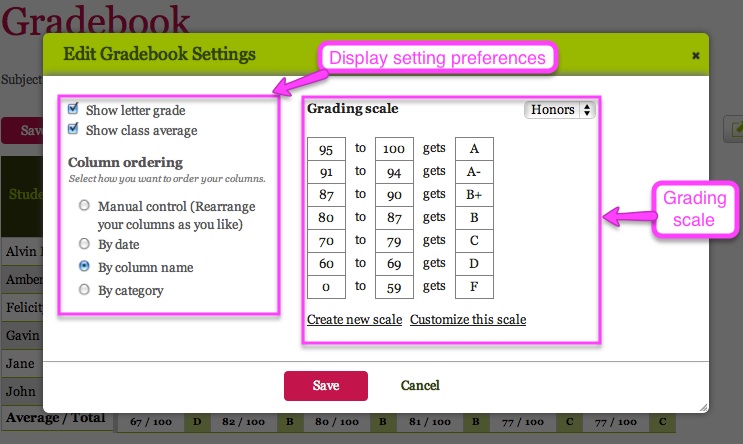 Gradebook
Edit Gradebook Settings
Display setting preferences
Subject
Show letter grade
Show class average
Column ordering
Select how you want to order your columns.
Manual control (Rearrange
your columns as you like)
By date
By column name
By category
Grading scale
Honors
95 to 100 gets A
91 to 94 gets A-
87 to 90 gets B+
80 to 87 gets B
70 to 79 gets C
60 to 69 gets D
0 to 59 gets F
Create new scale Customize this scale
Grading
scale
Save Cancel
Alvin
Gavin
Jane
John
Average / Total 67 / 100 D 82 / 100 B 80 / 100 B 81 / 100 B 77 / 100 C 77 / 100 C